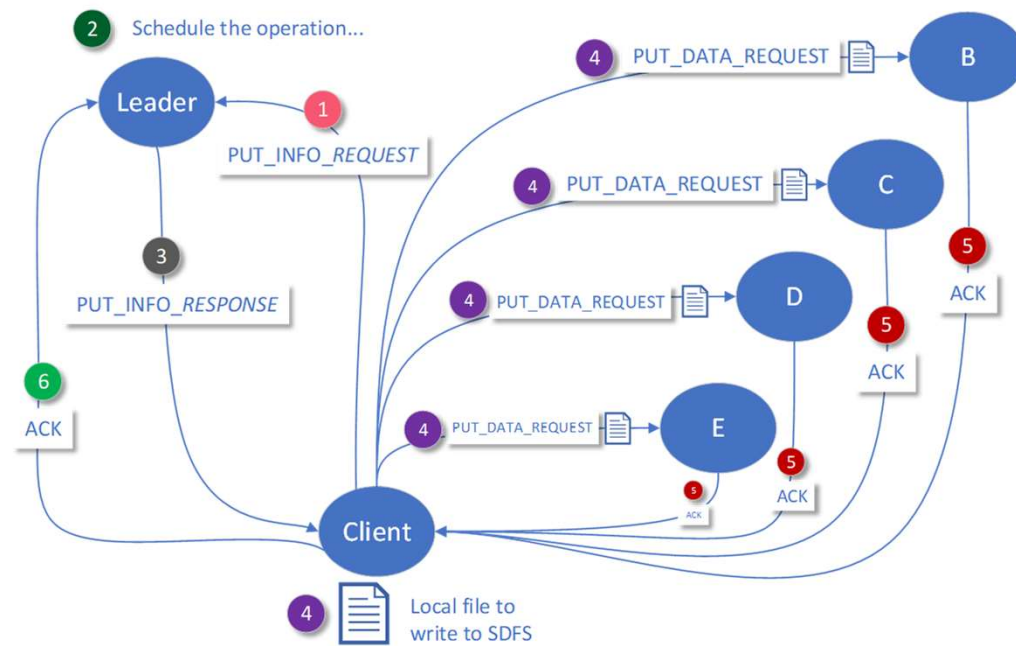 2 Schedule the operation...
Leader
1
PUT_INFO_REQUEST
3
PUT_INFO_RESPONSE
6
ACK
4 PUT_DATA_REQUEST
B
4 PUT_DATA_REQUEST
C
4 PUT_DATA_REQUEST
D
4 PUT_DATA_REQUEST
E
5
ACK
5
ACK
5
ACK
5
ACK
Client
4 Local file to
write to SDFS